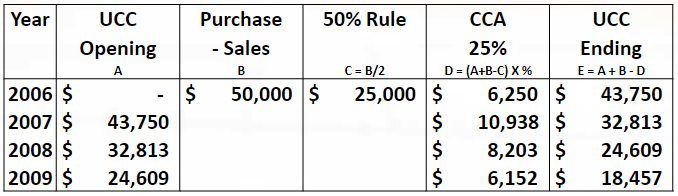 Year UCC Purchase 50% Rule CCA UCC
Opening - Sales 25% Ending
A B C = B/2 D = (A+B-C) X % E = A + B - D
2006 $ - $ 50,000 $ 25,000 $ 6,250 $ 43,750
2007 $ 43,750 $ 10,938 $ 32,813
2008 $ 32,813 $ 8,203 $ 24,609
2009 $ 24,609 $ 6,152 $ 18,457